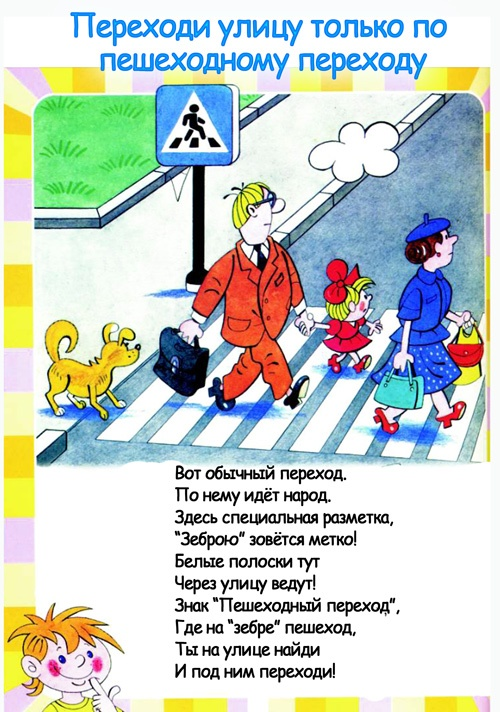 Переходи улицу только по
пешеходному переходу
Вот обычный переход.
По нему идёт народ.
Здесь специальная разметка,
“Зеброю” зовётся метко!
Белые полоски тут
Через улицу ведут!
Знак “Пешеходный переход”,
Где на “зебре” пешеход,
Ты на улице найди
И под ним переходи!